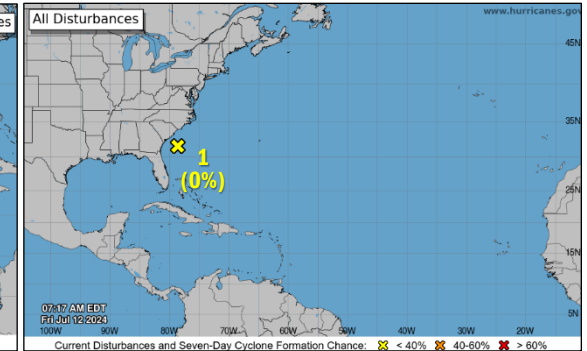 es
All Disturbances
www.hurricanes.gov
45N
35N
1
(0%)
25N
15N
07:17 AM EDT
Fri Jul 12 2024
5N
100W 90W 80W 70W 60W 50W 40W 30W 20W
Current Disturbances and Seven-Day Cyclone Formation Chance: < 40% 40-60% > 60%